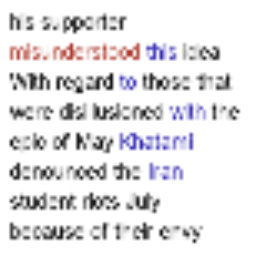 his supporter
misunderstood this idea
With regard to those that
were disillusioned with the
epic of May Khatami
denounced the Iran
student riots July
because of their envy